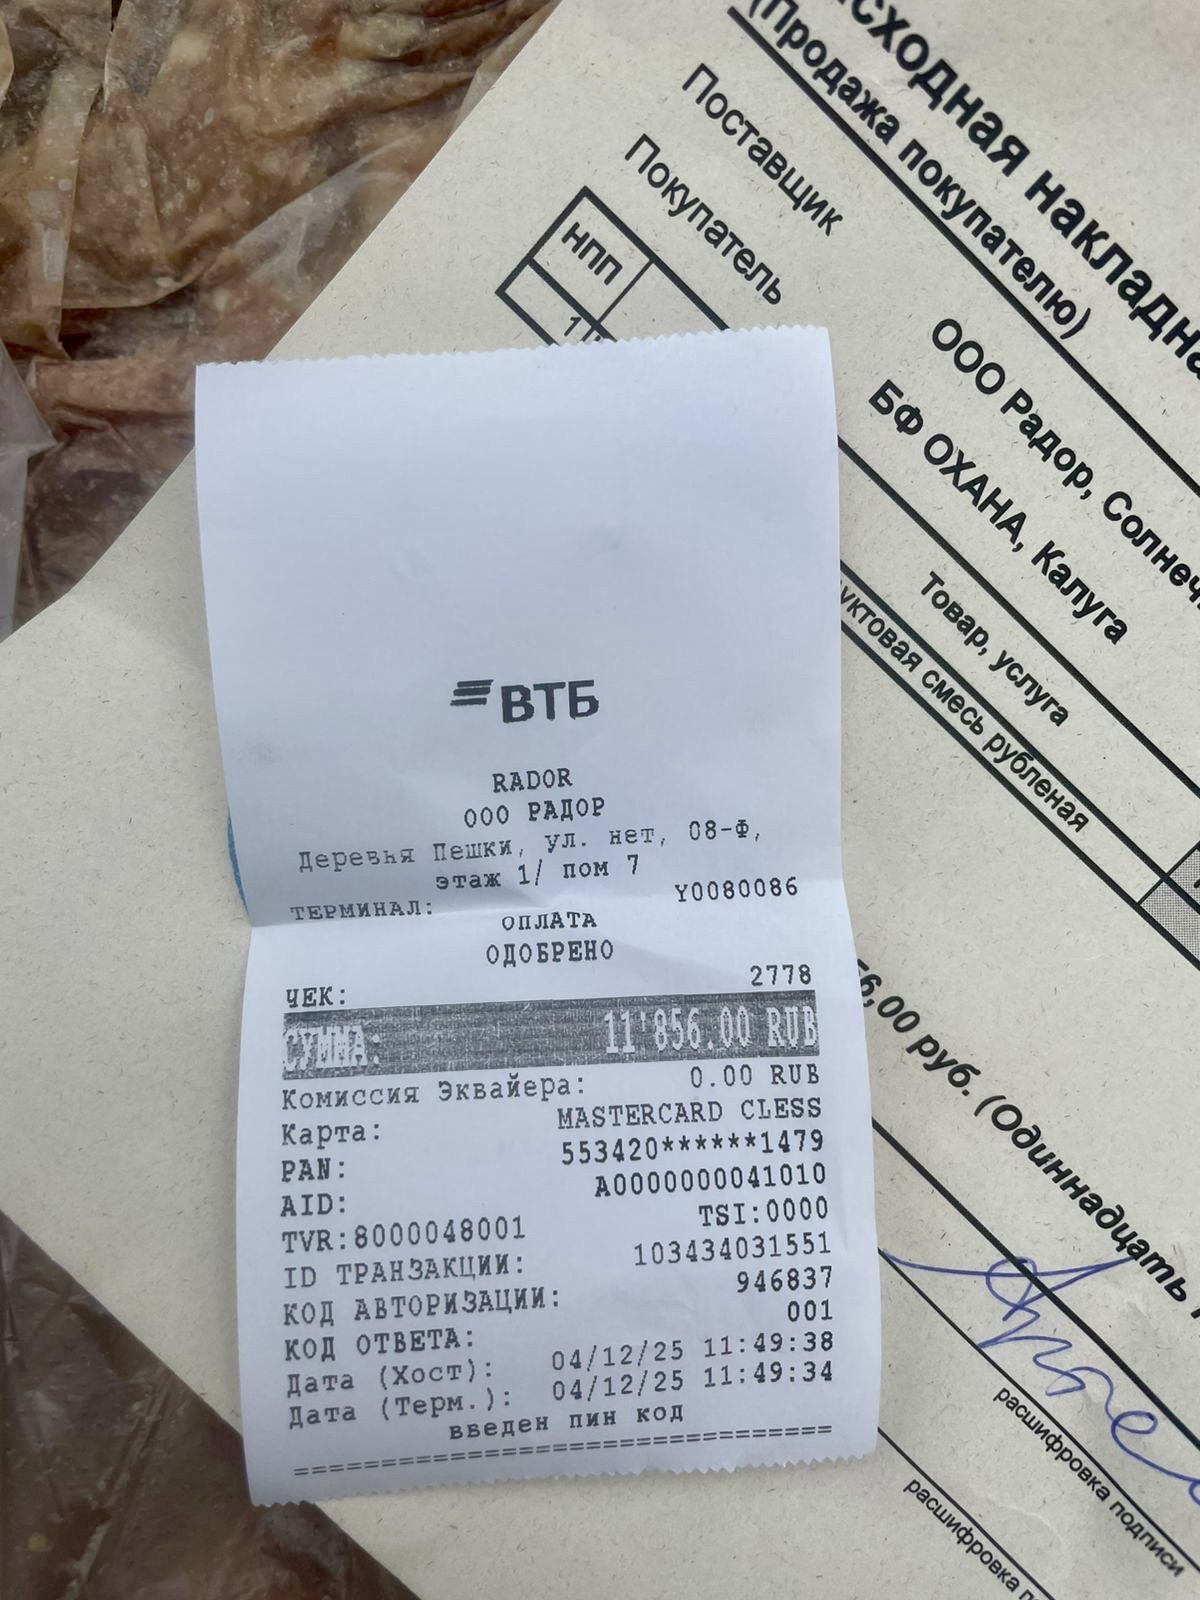 сходная накладная
(Продажа покупателю)
Поставщик
ООО Радор, Солнеч
Покупатель
БФ ОХАНА, Калуга
НПП
Товар, услуга
1
уктовая смесь рубленая
56,00 руб. (Одиннадцать
расшифровка подписи
расшифровка
ВТБ
RADOR
ООО РАДОР
Деревья Пешки, ул. нет, 08-Ф,
этаж 1/ пом 7
ТЕРМИНАЛ: Y0080086
ОПЛАТА
ОДОБРЕНО
ЧЕК: 2778
СУММА: 11'856.00 RUB
Комиссия Эквайера: 0.00 RUB
Карта: MASTERCARD CLESS
PAN: 553420******1479
AID: A0000000041010
TVR:8000048001 TSI:0000
ID ТРАНЗАКЦИИ: 103434031551
КОД АВТОРИЗАЦИИ: 946837
КОД ОТВЕТА: 001
Дата (Хост): 04/12/25 11:49:38
Дата (Терм.): 04/12/25 11:49:34
введен пин код